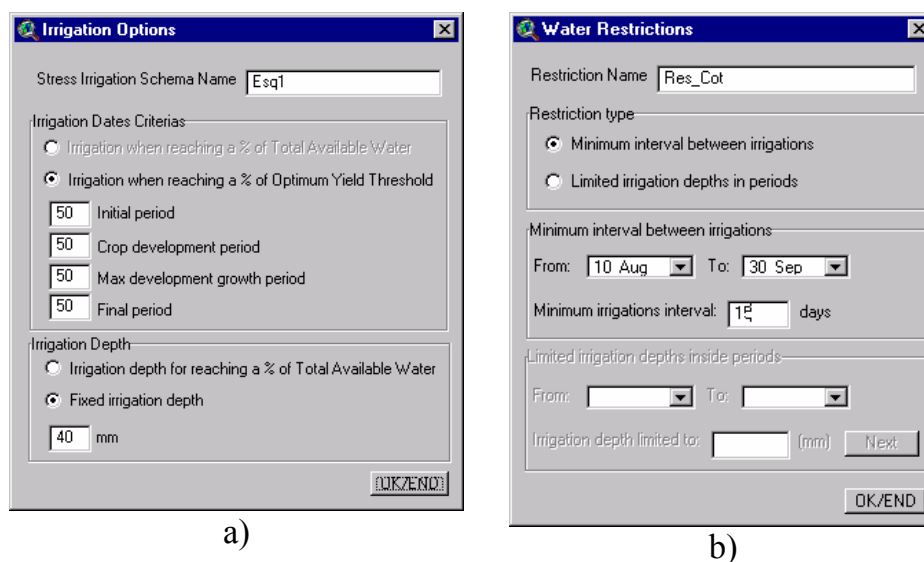 Irrigation Options
Stress Irrigation Schema Name Esq1
Irrigation Dates Criterias
Irrigation when reaching a % of Total Available Water
Irrigation when reaching a % of Optimum Yield Threshold
50 Initial period
50 Crop development period
50 Max development growth period
50 Final period
Irrigation Depth
Irrigation depth for reaching a % of Total Available Water
Fixed irrigation depth
40 mm
OK/END
a)
Water Restrictions
Restriction Name Res_Cot
Restriction type
Minimum interval between irrigations
Limited irrigation depths in periods
Minimum interval between irrigations
From: 10 Aug To: 30 Sep
Minimum irrigations interval: 15 days
Limited irrigation depths inside periods
From: To:
Irrigation depth limited to: (mm) Next
OK/END
b)